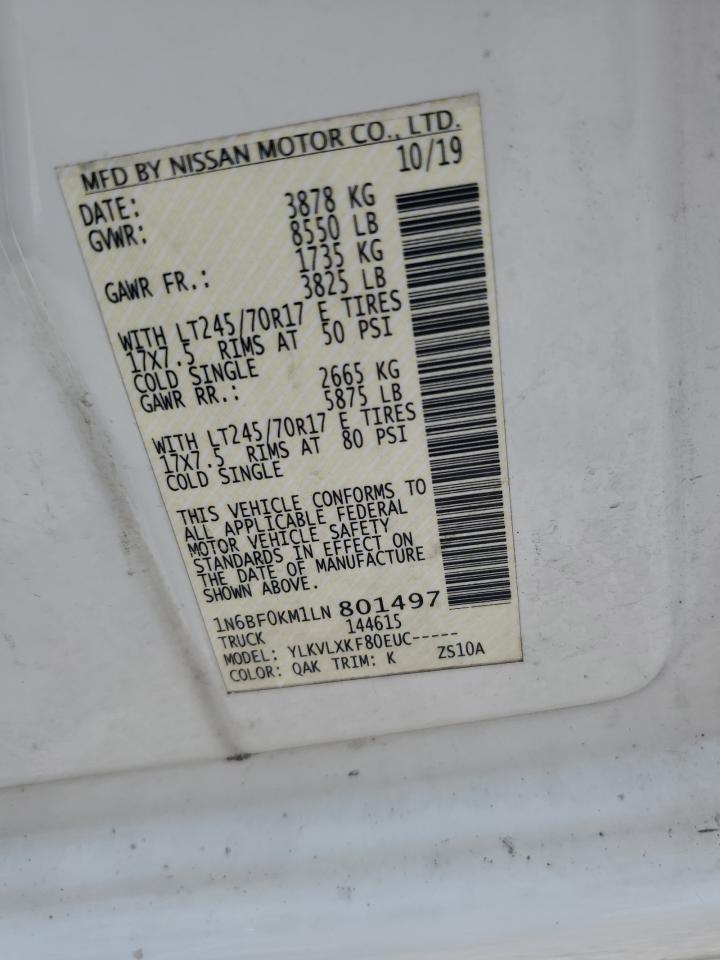 MFD BY NISSAN MOTOR CO., LTD.
DATE: 10/19
GVWR: 3878 KG
8550 LB
GAWR FR.: 1735 KG
3825 LB
WITH LT245/70R17 E TIRES
17X7.5 RIMS AT 50 PSI
COLD SINGLE
GAWR RR.: 2665 KG
5875 LB
WITH LT245/70R17 E TIRES
17X7.5 RIMS AT 80 PSI
COLD SINGLE
THIS VEHICLE CONFORMS TO
ALL APPLICABLE FEDERAL
MOTOR VEHICLE SAFETY
STANDARDS IN EFFECT ON
THE DATE OF MANUFACTURE
SHOWN ABOVE.
1N6BF0KM1LN 801497
TRUCK 144615
MODEL: YLKVLXKF80EUC-----
COLOR: QAK TRIM: K ZS10A